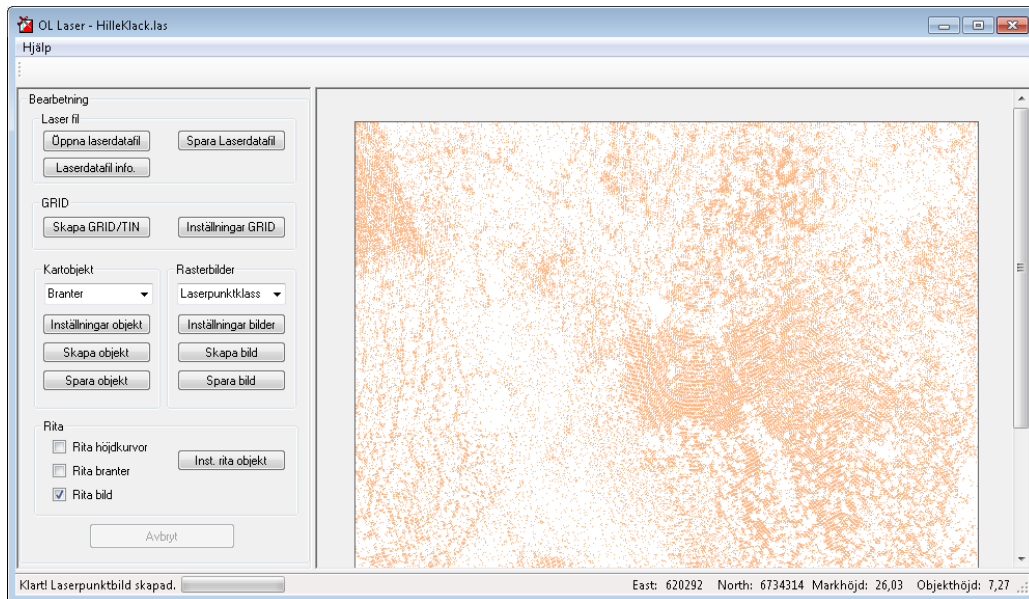 OL Laser - HilleKlack.las
Hjälp
Bearbetning
Laser fil
Öppna laserdatafil
Spara Laserdatafil
Laserdatafil info.
GRID
Skapa GRID/TIN
Inställningar GRID
Kartobjekt
Rasterbilder
Branter
Laserpunktklass
Inställningar objekt
Inställningar bilder
Skapa objekt
Skapa bild
Spara objekt
Spara bild
Rita
Rita höjdkurvor
Inst. rita objekt
Rita branter
Rita bild
Avbryt
Klart! Laserpunktbild skapad.
East: 620292 North: 6734314 Markhöjd: 26,03 Objekthöjd: 7,27